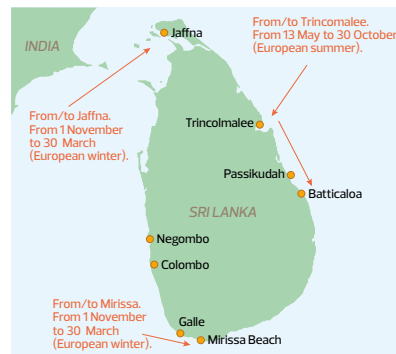 INDIA
Jaffna
From/to Trincomalee.
From 13 May to 30 October
(European summer).
From/to Jaffna.
From 1 November
to 30 March
(European winter).
Trincolmalee
Passikudah
Batticaloa
SRI LANKA
Negombo
Colombo
From/to Mirissa.
From 1 November
to 30 March
(European winter).
Galle
Mirissa Beach